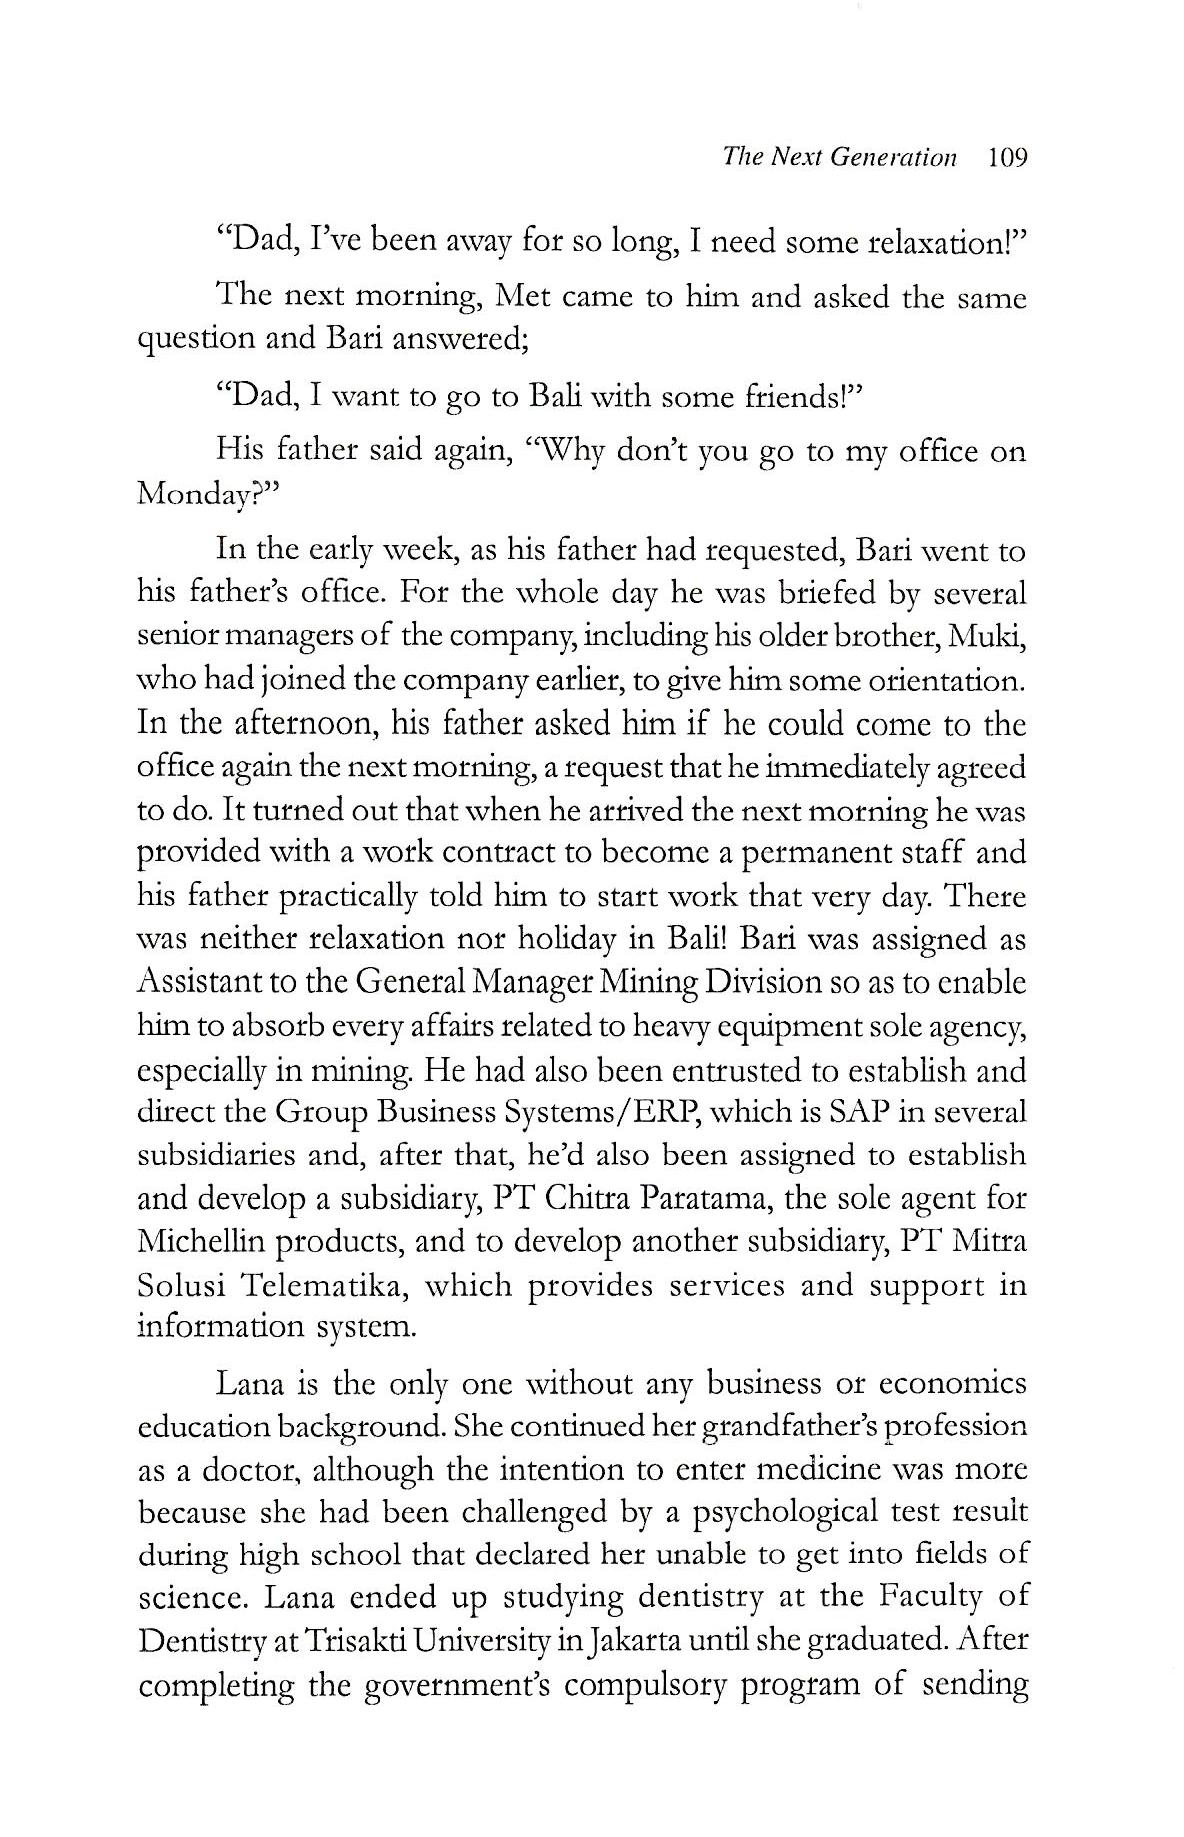 The Next Generation 109
“Dad, I’ve been away for so long, I need some relaxation!”
The next morning, Met came to him and asked the same
question and Bari answered;
“Dad, I want to go to Bali with some friends!”
His father said again, “Why don’t you go to my office on
Monday?”
In the early week, as his father had requested, Bari went to
his father’s office. For the whole day he was briefed by several
senior managers of the company, including his older brother, Muki,
who had joined the company earlier, to give him some orientation.
In the afternoon, his father asked him if he could come to the
office again the next morning, a request that he immediately agreed
to do. It turned out that when he arrived the next morning he was
provided with a work contract to become a permanent staff and
his father practically told him to start work that very day. There
was neither relaxation nor holiday in Bali! Bari was assigned as
Assistant to the General Manager Mining Division so as to enable
him to absorb every affairs related to heavy equipment sole agency,
especially in mining. He had also been entrusted to establish and
direct the Group Business Systems/ERP, which is SAP in several
subsidiaries and, after that, he’d also been assigned to establish
and develop a subsidiary, PT Chitra Paratama, the sole agent for
Michellin products, and to develop another subsidiary, PT Mitra
Solusi Telematika, which provides services and support in
information system.
Lana is the only one without any business or economics
education background. She continued her grandfather’s profession
as a doctor, although the intention to enter medicine was more
because she had been challenged by a psychological test result
during high school that declared her unable to get into fields of
science. Lana ended up studying dentistry at the Faculty of
Dentistry at Trisakti University in Jakarta until she graduated. After
completing the government’s compulsory program of sending